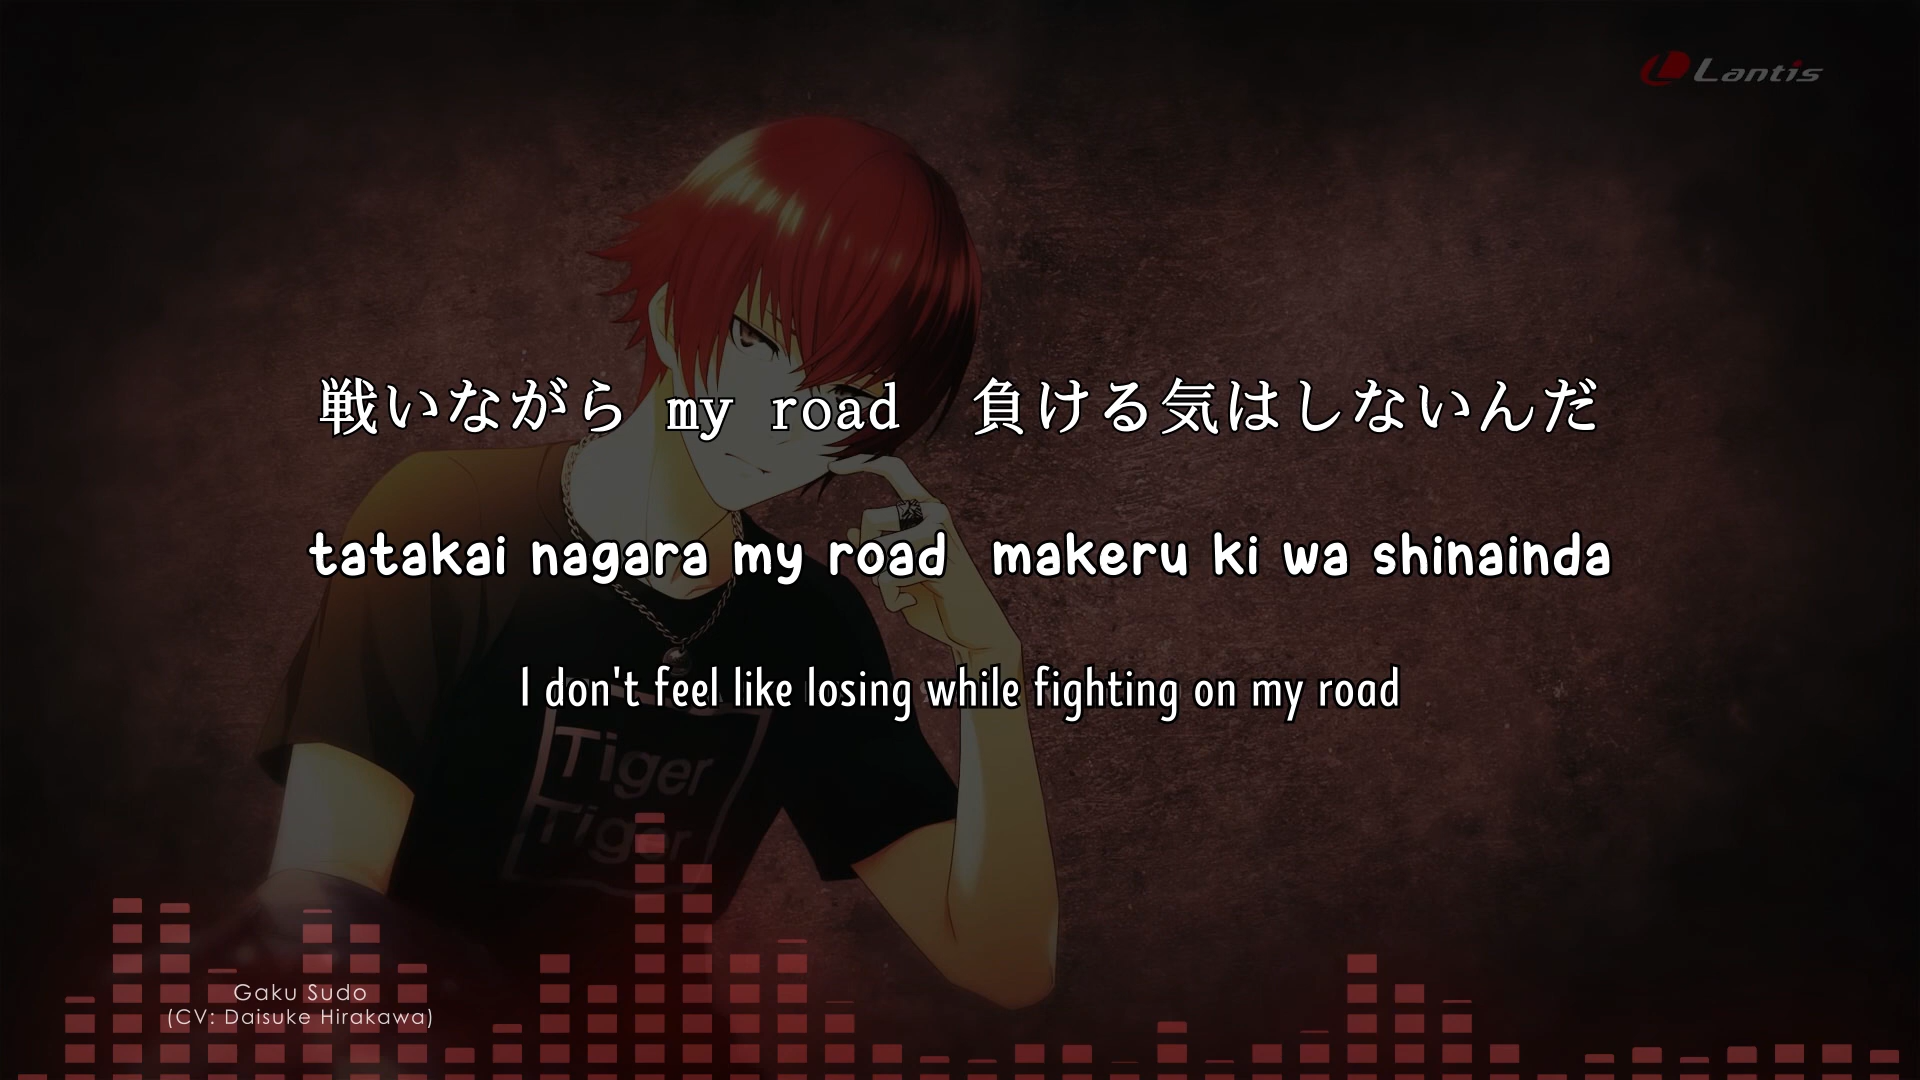 Lantis
戦いながら my road　負ける気はしないんだ
tatakai nagara my road  makeru ki wa shinainda
I don't feel like losing while fighting on my road
Tiger
Tiger
Gaku Sudo
(CV: Daisuke Hirakawa)